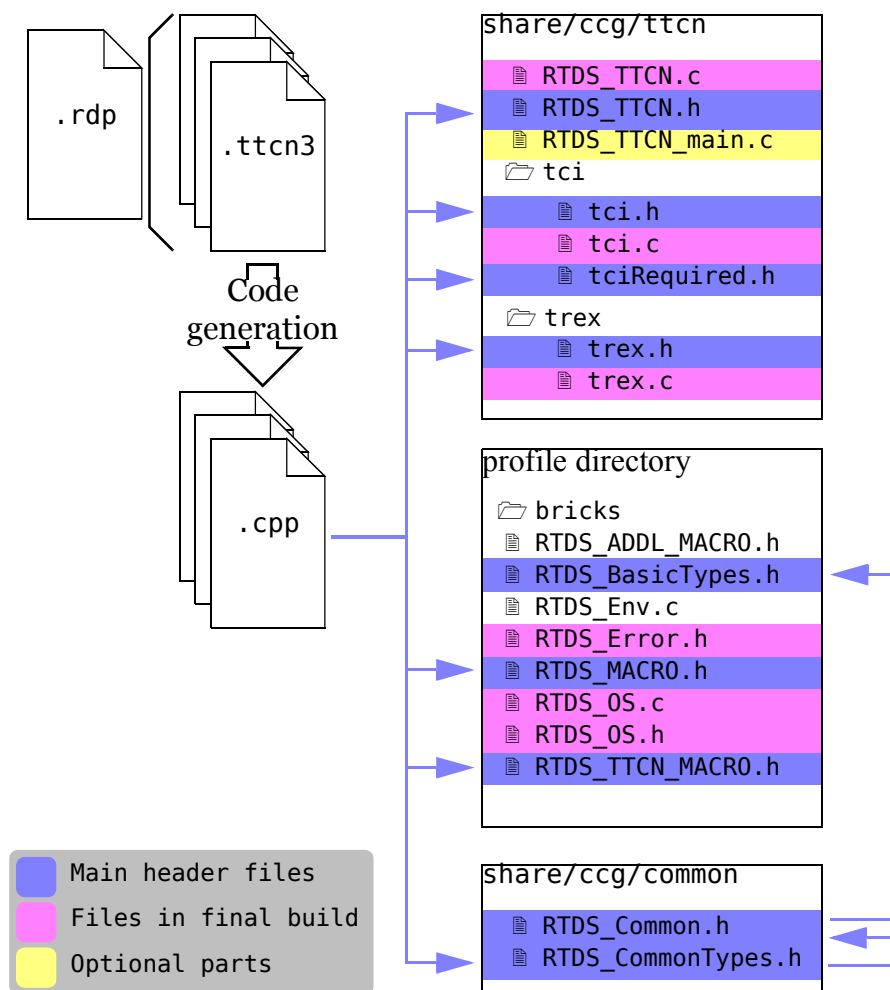 .rdp
.ttcn3
Code
generation
.cpp
share/ccg/ttcn
RTDS_TTCN.c
RTDS_TTCN.h
RTDS_TTCN_main.c
tci
tci.h
tci.c
tciRequired.h
trex
trex.h
trex.c
profile directory
bricks
RTDS_ADDL_MACRO.h
RTDS_BasicTypes.h
RTDS_Env.c
RTDS_Error.h
RTDS_MACRO.h
RTDS_OS.c
RTDS_OS.h
RTDS_TTCN_MACRO.h
share/ccg/common
RTDS_Common.h
RTDS_CommonTypes.h
Main header files
Files in final build
Optional parts